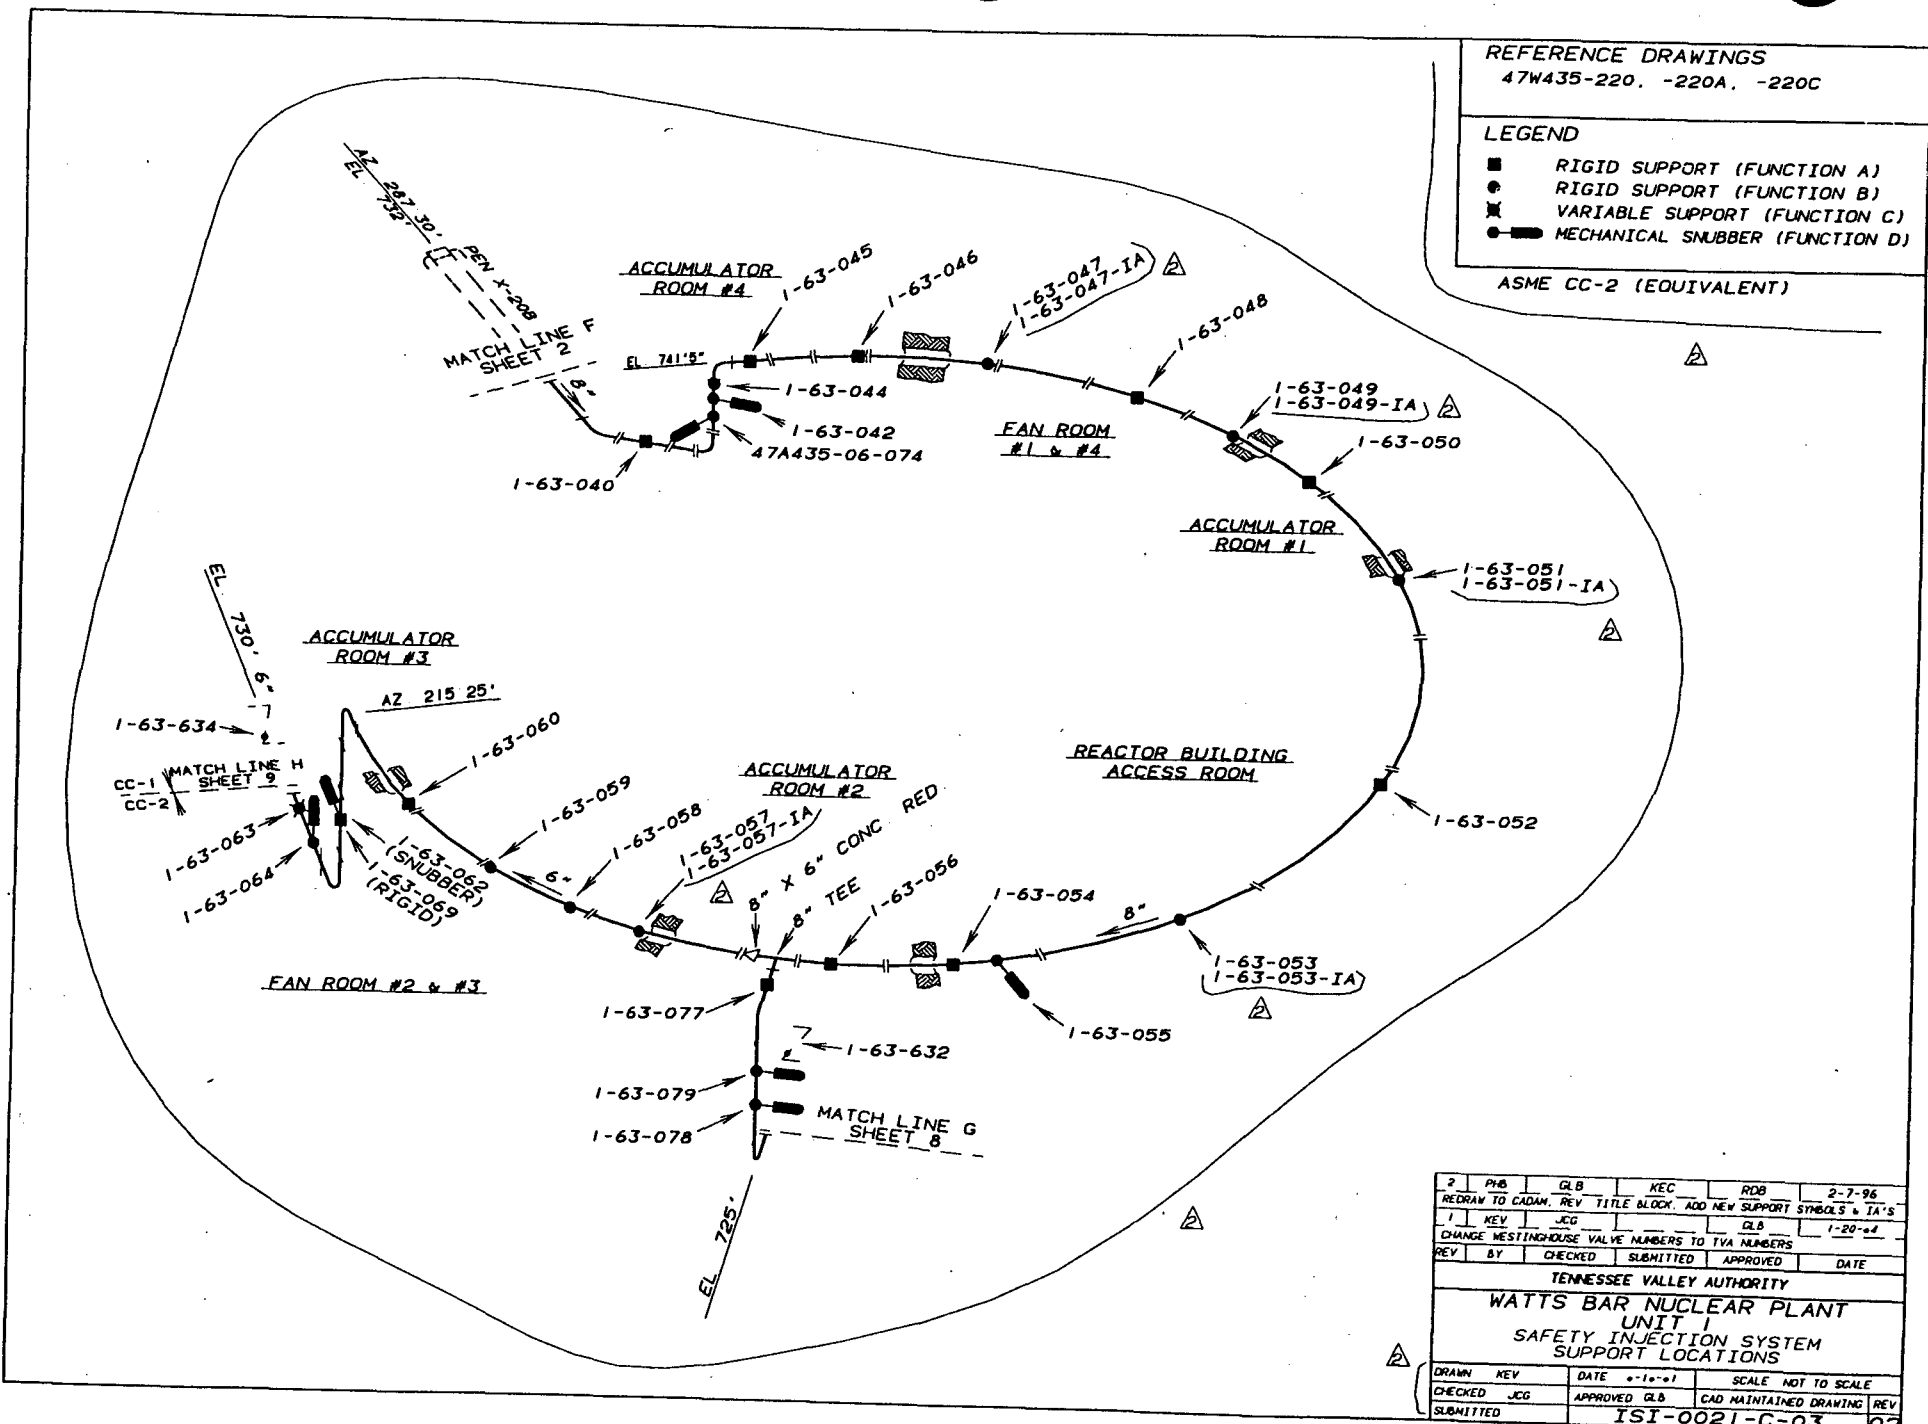 REFERENCE DRAWINGS
47W435-220, -220A, -220C
LEGEND
RIGID SUPPORT (FUNCTION A)
RIGID SUPPORT (FUNCTION B)
VARIABLE SUPPORT (FUNCTION C)
MECHANICAL SNUBBER (FUNCTION D)
ASME CC-2 (EQUIVALENT)
2
AZ 287 30'
EL 732'
PEN X-20B
MATCH LINE F
SHEET 2
8"
ACCUMULATOR
ROOM #4
EL 741'5"
1-63-045
1-63-046
1-63-047
1-63-047-IA
2
1-63-048
1-63-044
1-63-042
47A435-06-074
1-63-040
FAN ROOM
#1 & #4
1-63-049
1-63-049-IA
2
1-63-050
ACCUMULATOR
ROOM #1
1-63-051
1-63-051-IA
2
EL 730' 6"
ACCUMULATOR
ROOM #3
AZ 215 25'
1-63-634
MATCH LINE H
SHEET 9
CC-1
CC-2
1-63-063
1-63-064
1-63-062
(SNUBBER)
1-63-069
(RIGID)
1-63-060
1-63-059
1-63-058
6"
ACCUMULATOR
ROOM #2
1-63-057
1-63-057-IA
2
8" X 6" CONC RED
8" TEE
1-63-056
1-63-054
REACTOR BUILDING
ACCESS ROOM
1-63-052
8"
1-63-053
1-63-053-IA
2
1-63-055
FAN ROOM #2 & #3
1-63-077
1-63-632
1-63-079
1-63-078
MATCH LINE G
SHEET 8
EL 725'
2
2 PHB GLB KEC RDB 2-7-96
REDRAW TO CADAM, REV TITLE BLOCK, ADD NEW SUPPORT SYMBOLS & IA'S
1 KEV JCG GLB
CHANGE WESTINGHOUSE VALVE NUMBERS TO TVA NUMBERS
REV BY CHECKED SUBMITTED APPROVED DATE
TENNESSEE VALLEY AUTHORITY
WATTS BAR NUCLEAR PLANT
UNIT 1
SAFETY INJECTION SYSTEM
SUPPORT LOCATIONS
2
DRAWN KEV DATE SCALE NOT TO SCALE
CHECKED JCG APPROVED GLB CAD MAINTAINED DRAWING REV
SUBMITTED ISI-0021-C-03 02